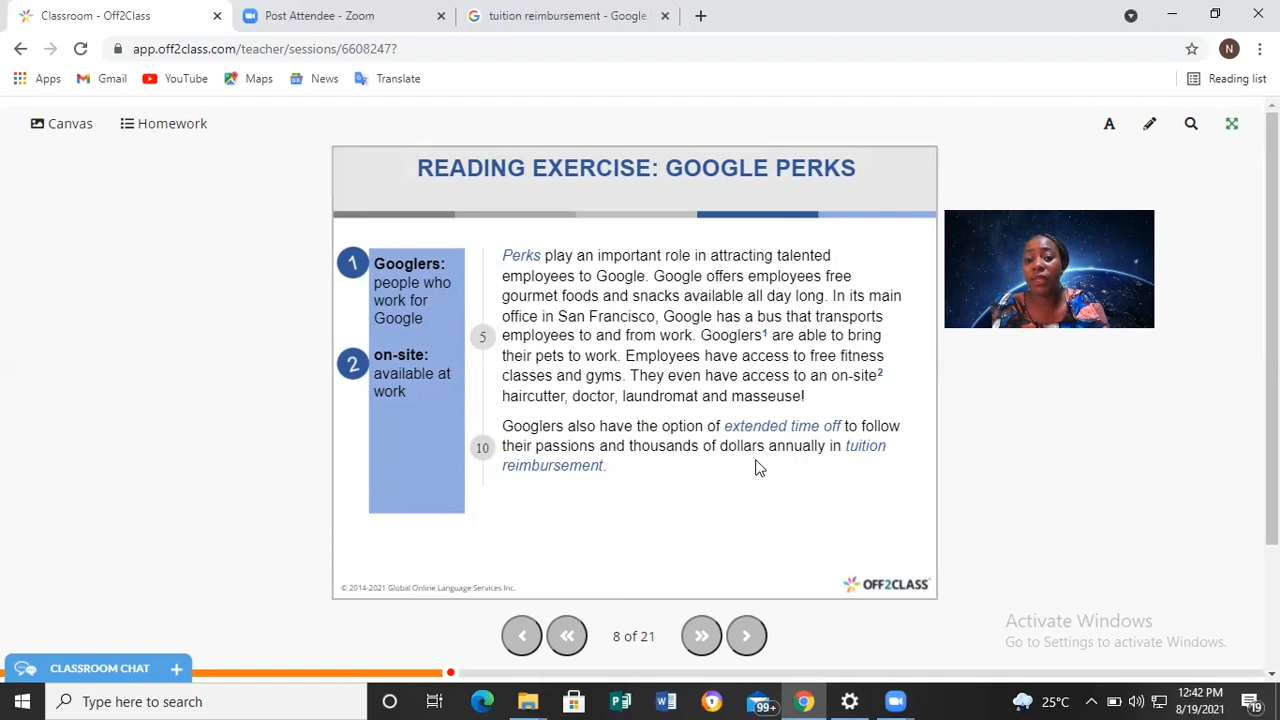 Classroom - Off2Class
Post Attendee - Zoom
tuition reimbursement - Google
app.off2class.com/teacher/sessions/6608247?
N
Apps
Gmail
YouTube
Maps
News
Translate
Reading list
Canvas
Homework
A
READING EXERCISE: GOOGLE PERKS
1
Googlers:
people who
work for
Google
2
on-site:
available at
work
5
10
Perks play an important role in attracting talented
employees to Google. Google offers employees free
gourmet foods and snacks available all day long. In its main
office in San Francisco, Google has a bus that transports
employees to and from work. Googlers¹ are able to bring
their pets to work. Employees have access to free fitness
classes and gyms. They even have access to an on-site²
haircutter, doctor, laundromat and masseuse!
Googlers also have the option of extended time off to follow
their passions and thousands of dollars annually in tuition
reimbursement.
© 2014-2021 Global Online Language Services Inc.
OFF2CLASS
8 of 21
Activate Windows
Go to Settings to activate Windows.
CLASSROOM CHAT
Type here to search
99+
25°C
12:42 PM
8/19/2021
19